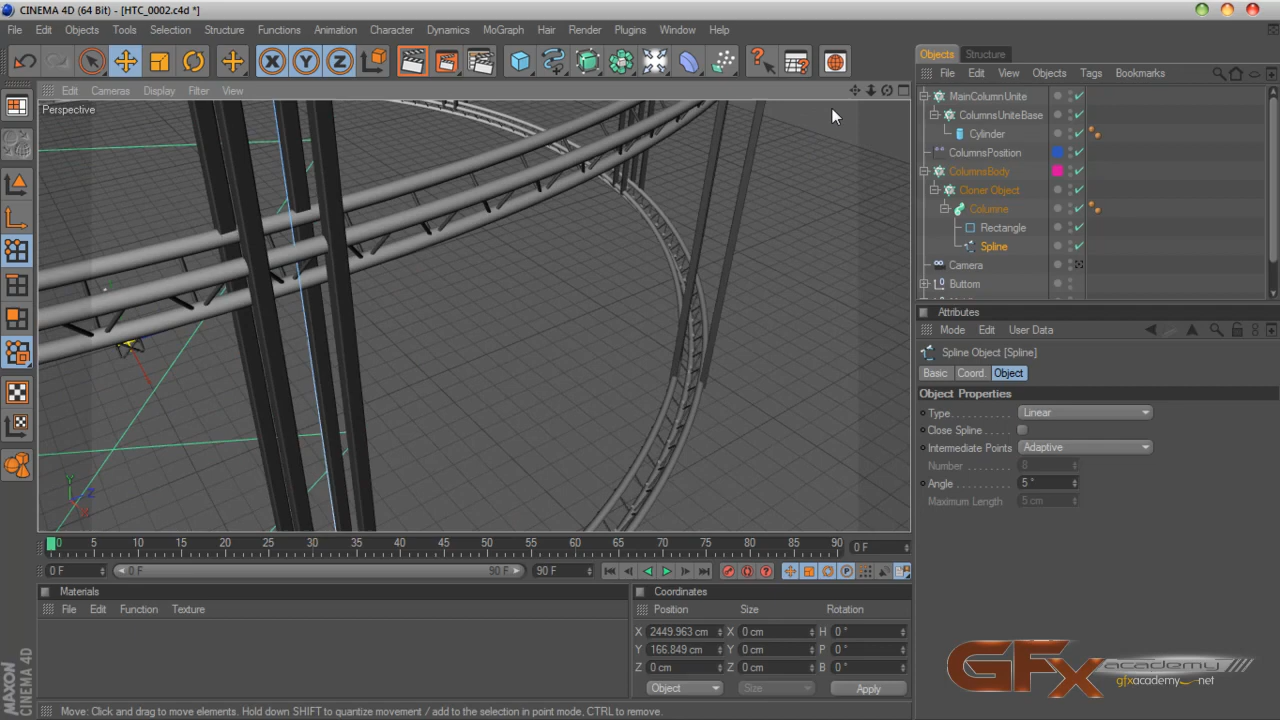 CINEMA 4D (64 Bit) - [HTC_0002.c4d *]
File Edit Objects Tools Selection Structure Functions Animation Character Dynamics MoGraph Hair Render Plugins Window Help
Objects Structure
File Edit View Objects Tags Bookmarks
Edit Cameras Display Filter View
Perspective
MainColumnUnite
ColumnsUniteBase
Cylinder
ColumnsPosition
ColumnsBody
Cloner Object
Columne
Rectangle
Spline
Camera
Buttom
Attributes
Mode Edit User Data
Spline Object [Spline]
Basic Coord. Object
Object Properties
Type Linear
Close Spline
Intermediate Points Adaptive
Number 8
Angle 5 °
Maximum Length 5 cm
Y Z X
0 5 10 15 20 25 30 35 40 45 50 55 60 65 70 75 80 85 90 0 F
0 F 0 F 90 F 90 F
Materials
File Edit Function Texture
Coordinates
Position Size Rotation
X 2449.963 cm X 0 cm H 0 °
Y 166.849 cm Y 0 cm P 0 °
Z 0 cm Z 0 cm B 0 °
Object Size Apply
MAXON
CINEMA 4D
GFx academy
gfxacademy.net
Move: Click and drag to move elements. Hold down SHIFT to quantize movement / add to the selection in point mode, CTRL to remove.